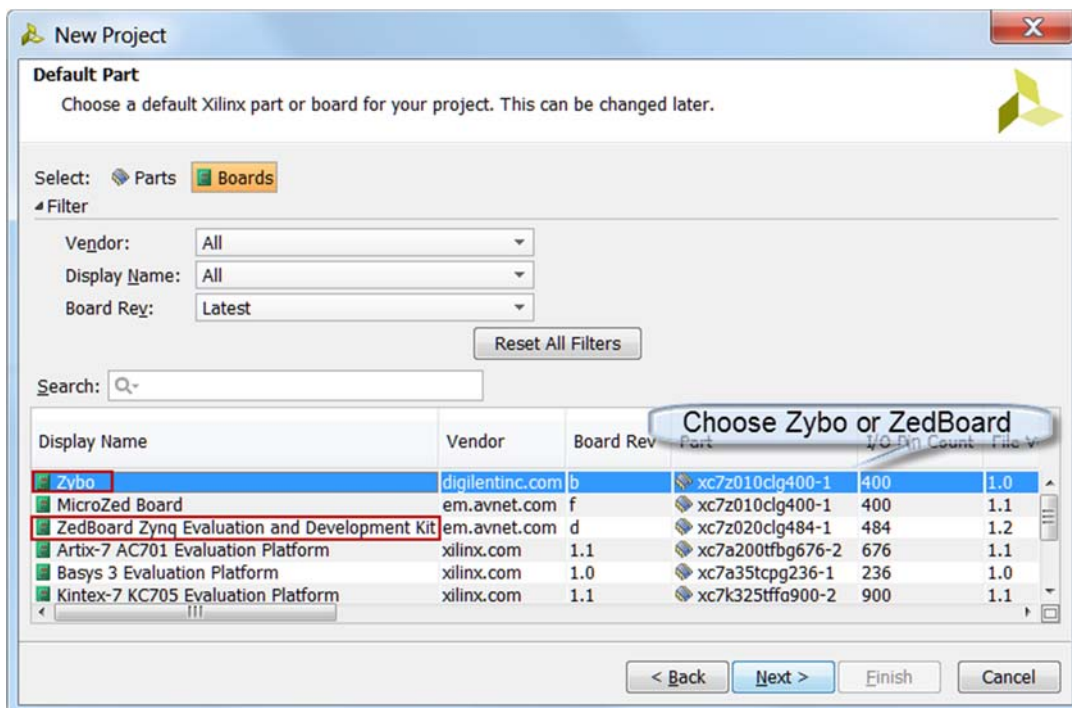 New Project
Default Part
Choose a default Xilinx part or board for your project. This can be changed later.
Select: Parts Boards
Filter
Vendor: All
Display Name: All
Board Rev: Latest
Reset All Filters
Search:
Choose Zybo or ZedBoard
Display Name Vendor Board Rev Part I/O Pin Count File V
Zybo digilentinc.com b xc7z010clg400-1 400 1.0
MicroZed Board em.avnet.com f xc7z010clg400-1 400 1.1
ZedBoard Zynq Evaluation and Development Kit em.avnet.com d xc7z020clg484-1 484 1.2
Artix-7 AC701 Evaluation Platform xilinx.com 1.1 xc7a200tfbg676-2 676 1.1
Basys 3 Evaluation Platform xilinx.com 1.0 xc7a35tcpg236-1 236 1.0
Kintex-7 KC705 Evaluation Platform xilinx.com 1.1 xc7k325tffg900-2 900 1.1
< Back Next > Finish Cancel